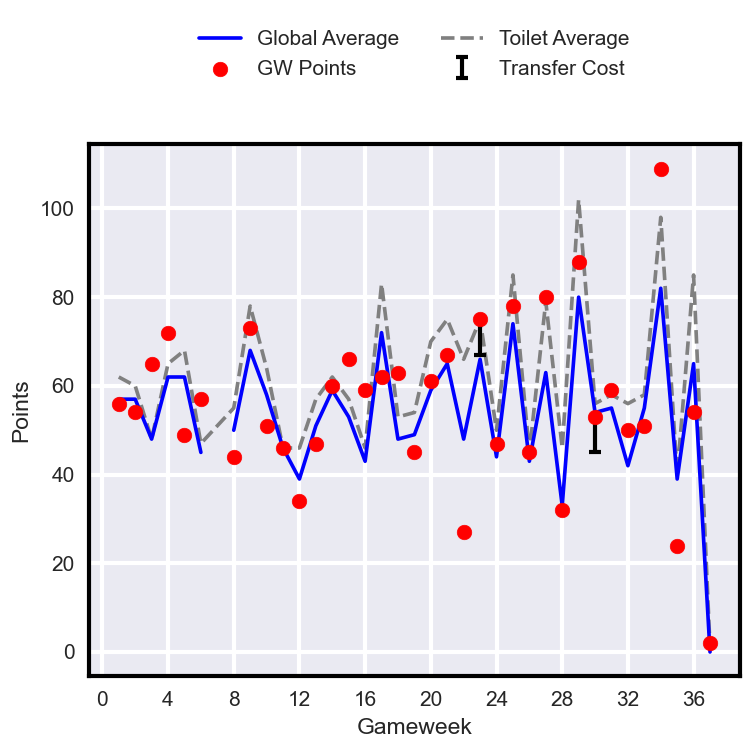 Global Average
Toilet Average
GW Points
Transfer Cost
100
80
60
40
20
0
Points
0 4 8 12 16 20 24 28 32 36
Gameweek